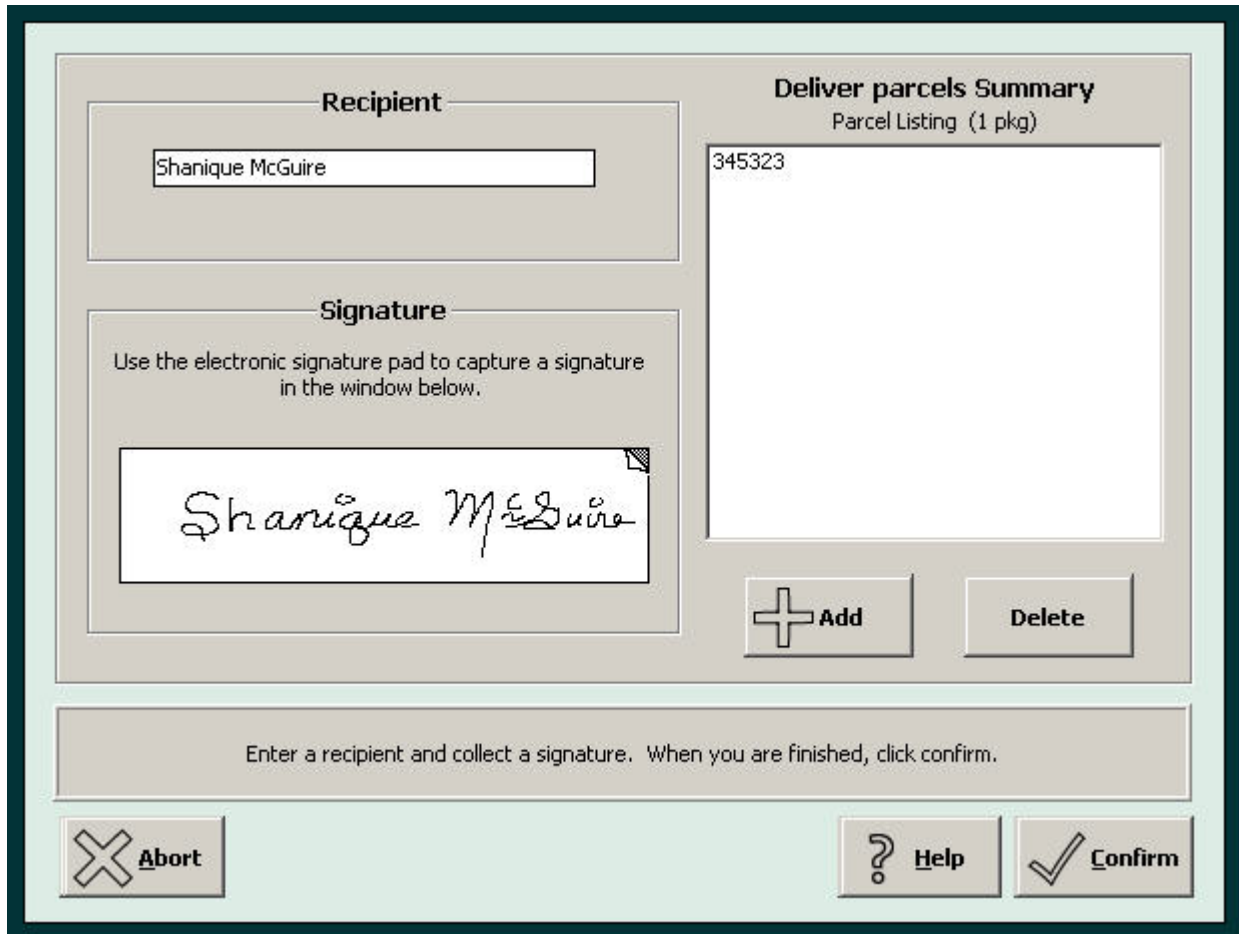 Recipient
Shanique McGuire
Signature
Use the electronic signature pad to capture a signature
in the window below.
Shanique McGuire
Deliver parcels Summary
Parcel Listing (1 pkg)
345323
Add
Delete
Enter a recipient and collect a signature. When you are finished, click confirm.
Abort
Help
Confirm